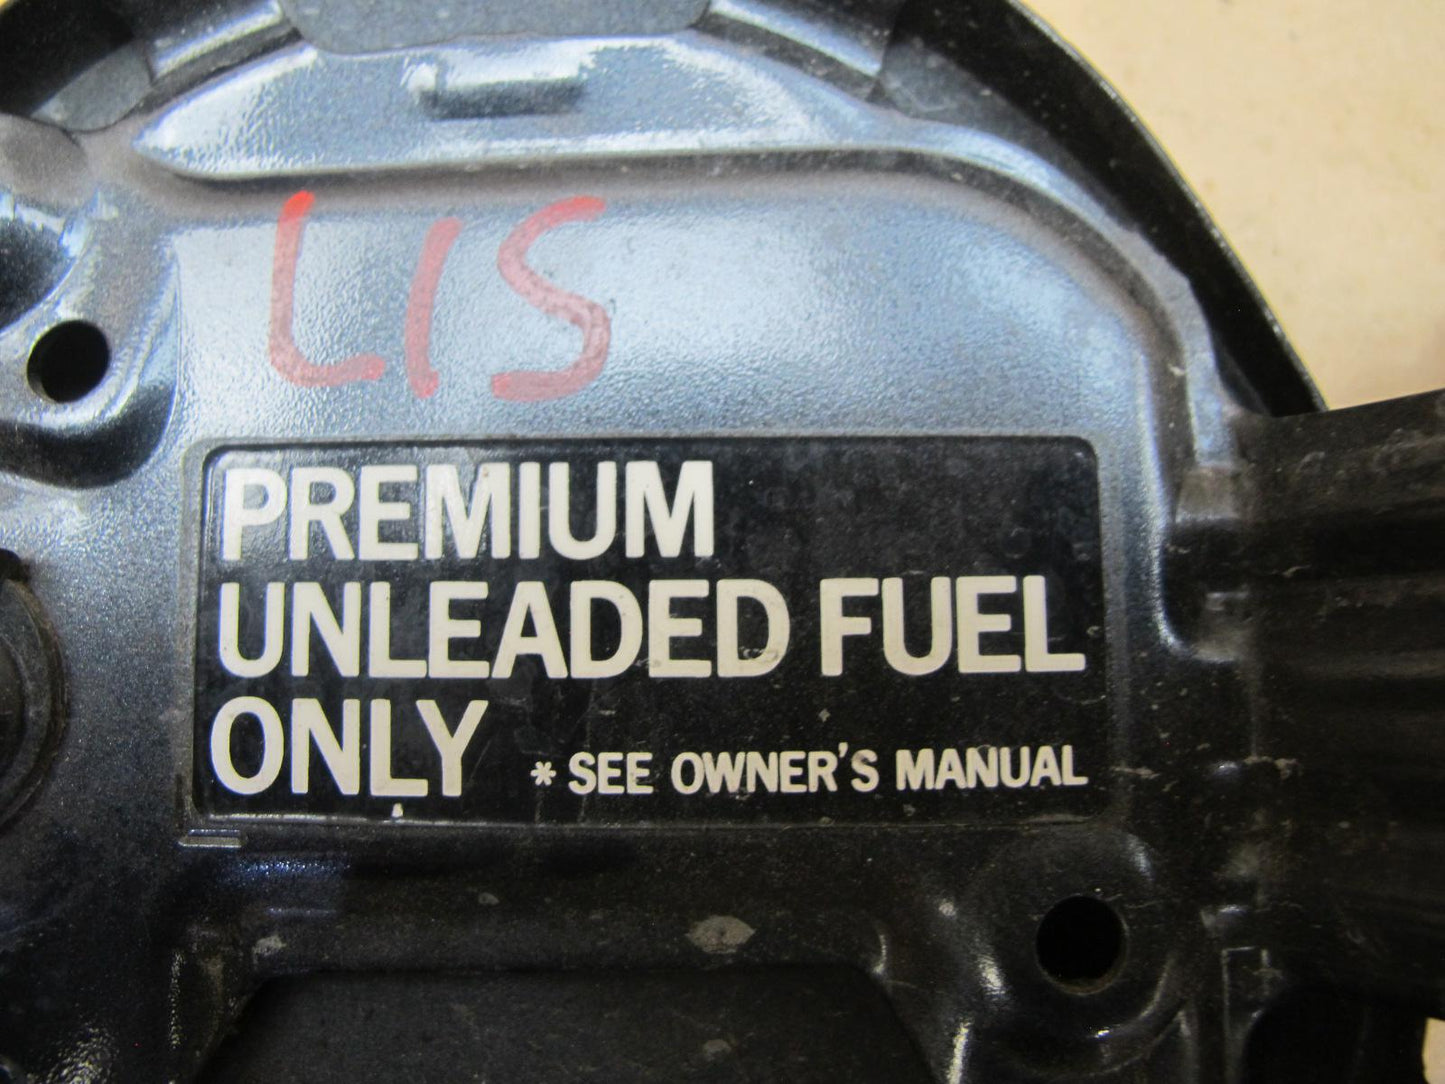 LIS
PREMIUM
UNLEADED FUEL
ONLY * SEE OWNER'S MANUAL